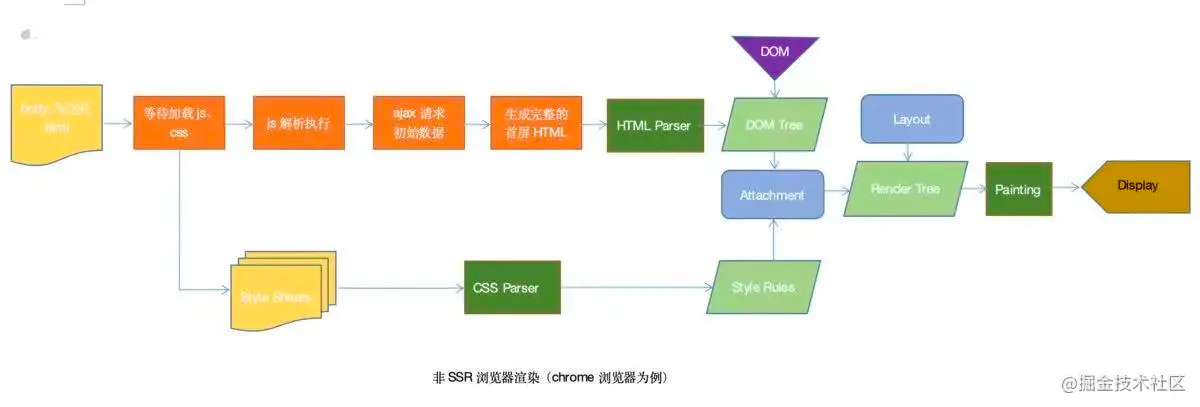 DOM
body
html
等待加载 js、
css
js 解析执行
ajax 请求
初始数据
生成完整的
首屏 HTML
HTML Parser
DOM Tree
Layout
Attachment
Render Tree
Painting
Display
Style Sheets
CSS Parser
Style Rules
非 SSR 浏览器渲染（chrome 浏览器为例）
@掘金技术社区